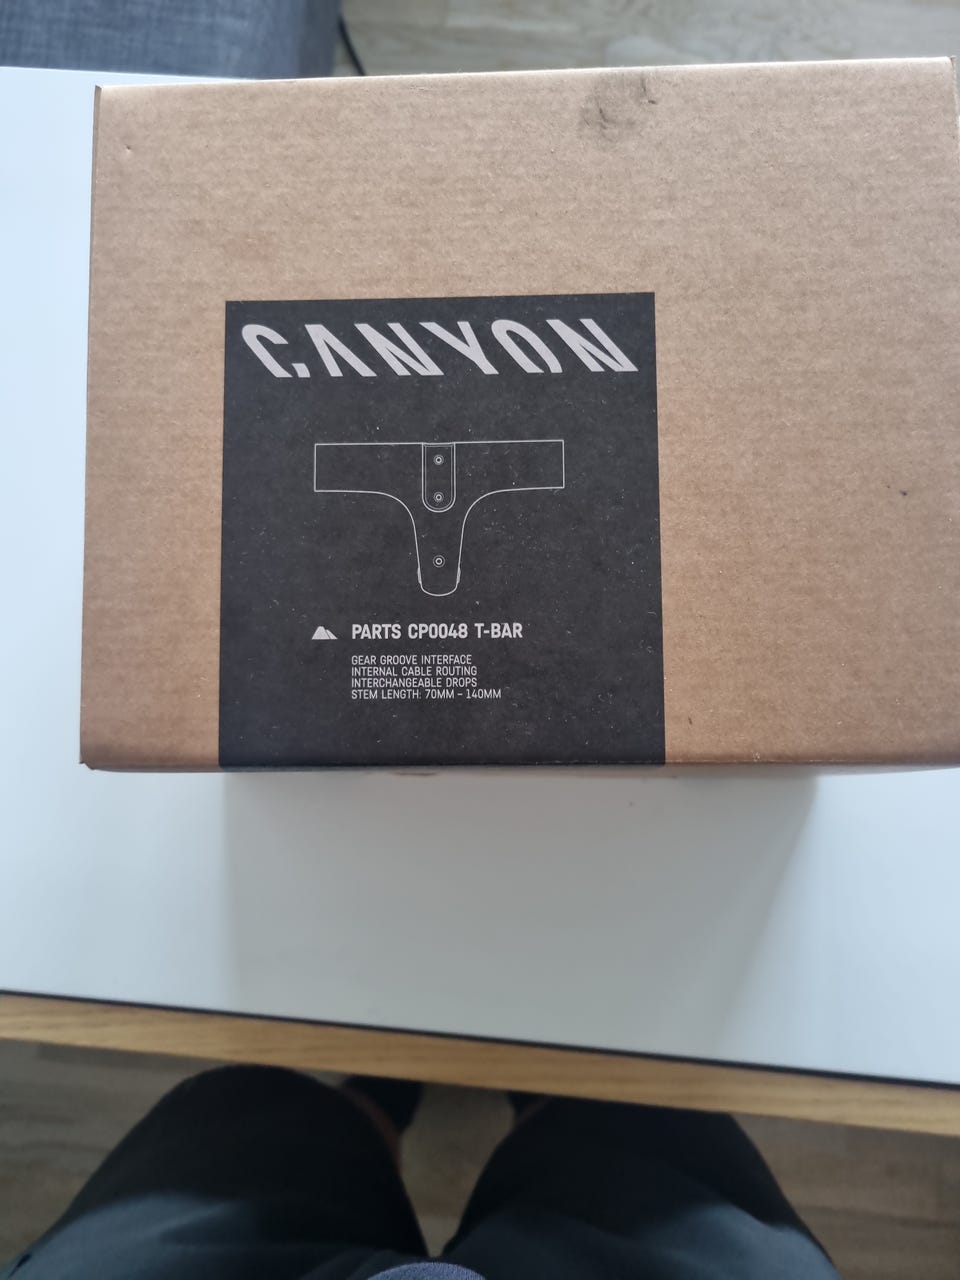 CANYON
PARTS CP0048 T-BAR
GEAR GROOVE INTERFACE
INTERNAL CABLE ROUTING
INTERCHANGEABLE DROPS
STEM LENGTH: 70MM - 140MM